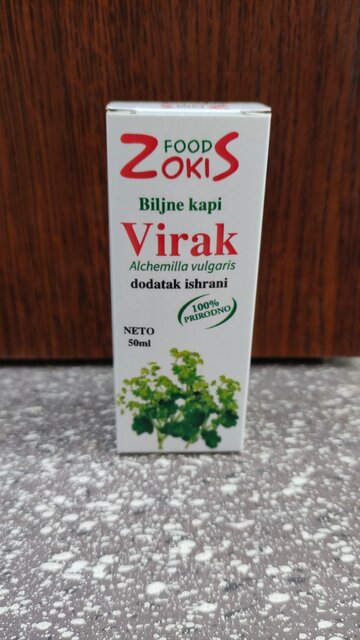 FOOD
ZOKIS
Biljne kapi
Virak
Alchemilla vulgaris
dodatak ishrani
100%
PRIRODNO
NETO
50ml